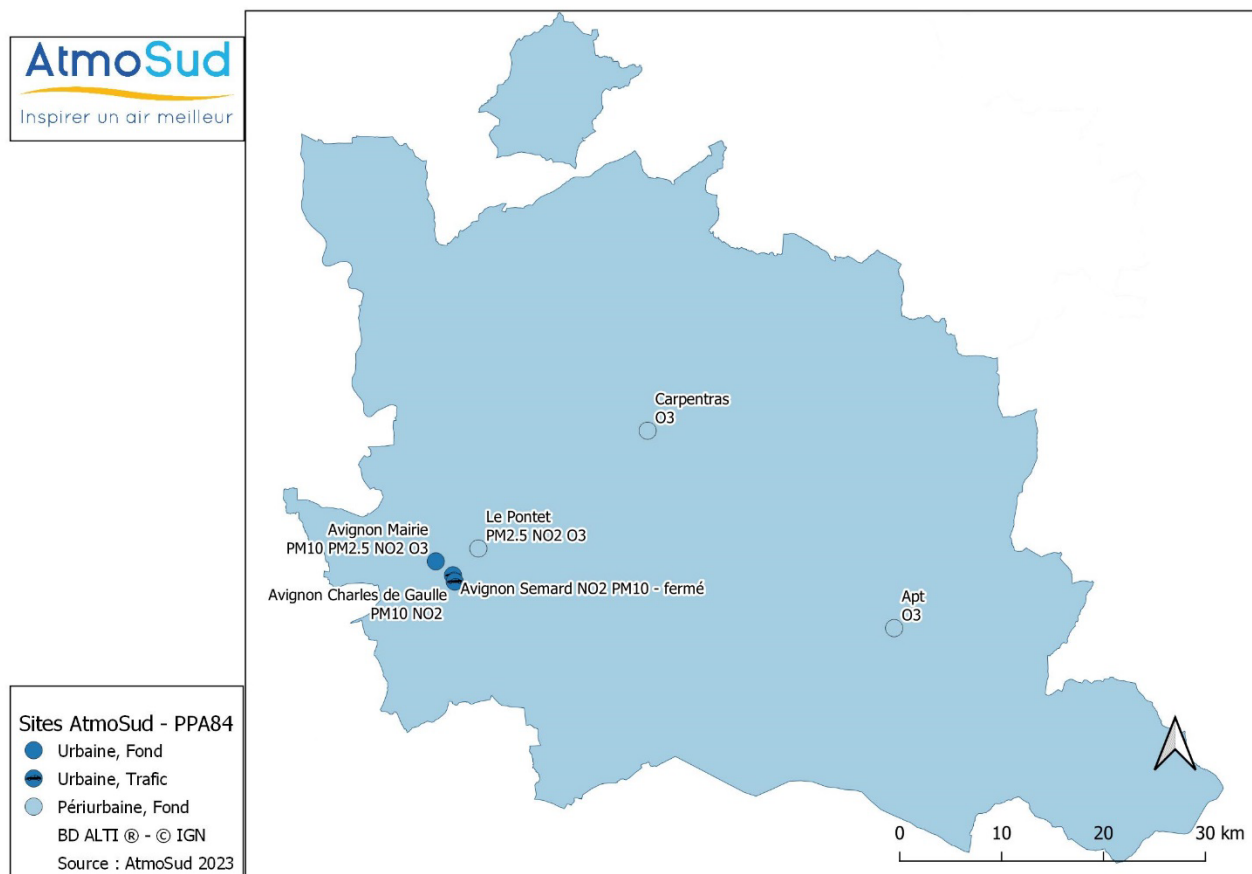 AtmoSud
Inspirer un air meilleur
Carpentras
O3
Le Pontet
PM2.5 NO2 O3
Avignon Mairie
PM10 PM2.5 NO2 O3
Avignon Semard NO2 PM10 - fermé
Avignon Charles de Gaulle
PM10 NO2
Apt
O3
Sites AtmoSud - PPA84
Urbaine, Fond
Urbaine, Trafic
Périurbaine, Fond
BD ALTI ® - © IGN
Source : AtmoSud 2023
0 10 20 30 km